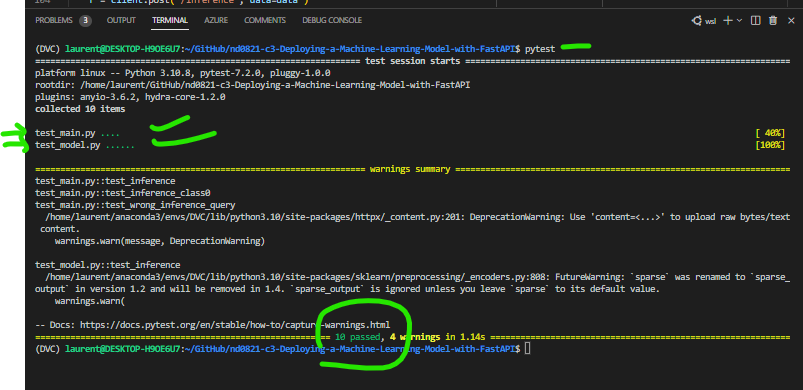 PROBLEMS 3 OUTPUT TERMINAL AZURE COMMENTS DEBUG CONSOLE wsl
(DVC) laurent@DESKTOP-H9OE6U7:~/GitHub/nd0821-c3-Deploying-a-Machine-Learning-Model-with-FastAPI$ pytest
test session starts
platform linux -- Python 3.10.8, pytest-7.2.0, pluggy-1.0.0
rootdir: /home/laurent/GitHub/nd0821-c3-Deploying-a-Machine-Learning-Model-with-FastAPI
plugins: anyio-3.6.2, hydra-core-1.2.0
collected 10 items
test_main.py .... [ 40%]
test_model.py ...... [100%]
warnings summary
test_main.py::test_inference
test_main.py::test_inference_class0
test_main.py::test_wrong_inference_query
/home/laurent/anaconda3/envs/DVC/lib/python3.10/site-packages/httpx/_content.py:201: DeprecationWarning: Use 'content=<...>' to upload raw bytes/text
content.
warnings.warn(message, DeprecationWarning)
test_model.py::test_inference
/home/laurent/anaconda3/envs/DVC/lib/python3.10/site-packages/sklearn/preprocessing/_encoders.py:808: FutureWarning: `sparse` was renamed to `sparse_
output` in version 1.2 and will be removed in 1.4. `sparse_output` is ignored unless you leave `sparse` to its default value.
warnings.warn(
-- Docs: https://docs.pytest.org/en/stable/how-to/capture-warnings.html
10 passed, 4 warnings in 1.14s
(DVC) laurent@DESKTOP-H9OE6U7:~/GitHub/nd0821-c3-Deploying-a-Machine-Learning-Model-with-FastAPI$